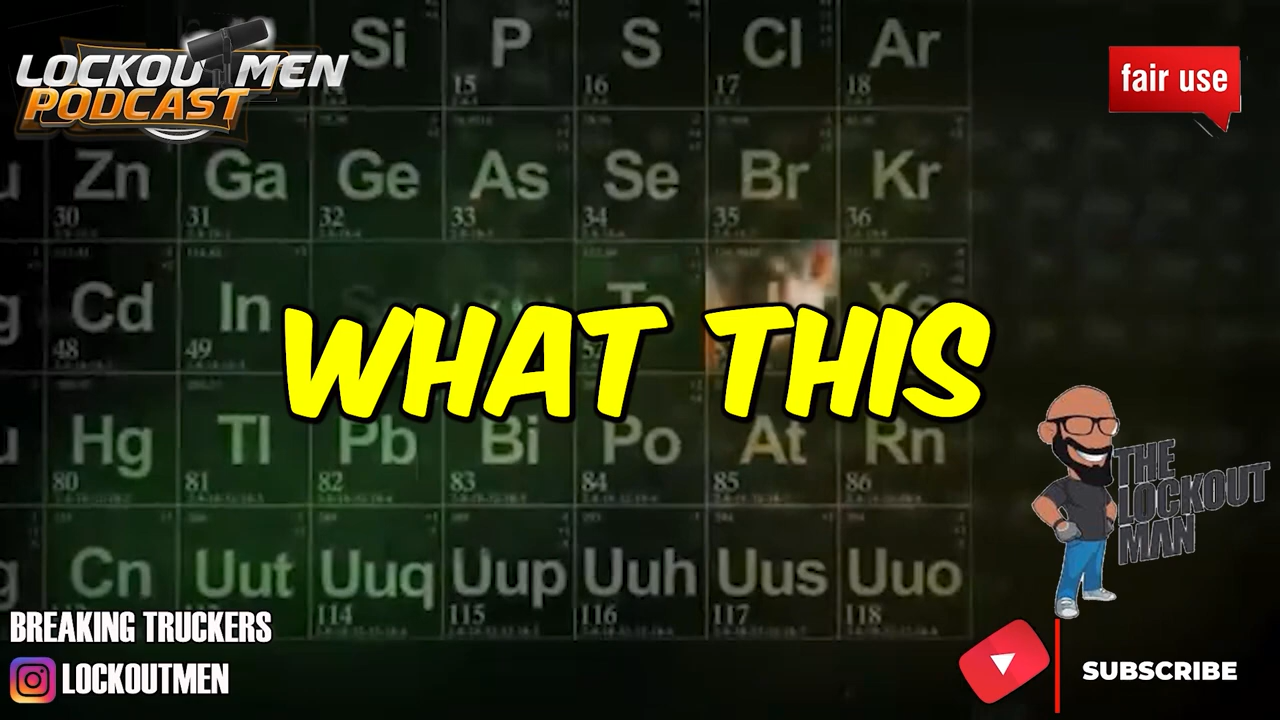 LOCKOUTMEN
PODCAST
fair use
Si P S Cl Ar
15 16 17 18
Zn Ga Ge As Se Br Kr
30 31 32 33 34 35 36
Cd In
48 49
WHAT THIS
Hg Tl Pb Bi Po At Rn
80 81 82 83 84 85 86
THE
LOCKOUT
MAN
Cn Uut Uuq Uup Uuh Uus Uuo
114 115 116 117 118
BREAKING TRUCKERS
LOCKOUTMEN
SUBSCRIBE